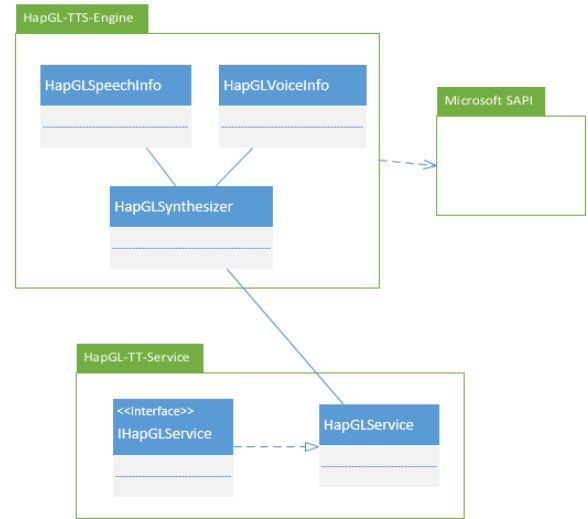 HapGL-TTS-Engine
HapGLSpeechInfo
HapGLVoiceInfo
Microsoft SAPI
HapGLSynthesizer
HapGL-TT-Service
<<Interface>>
IHapGLService
HapGLService